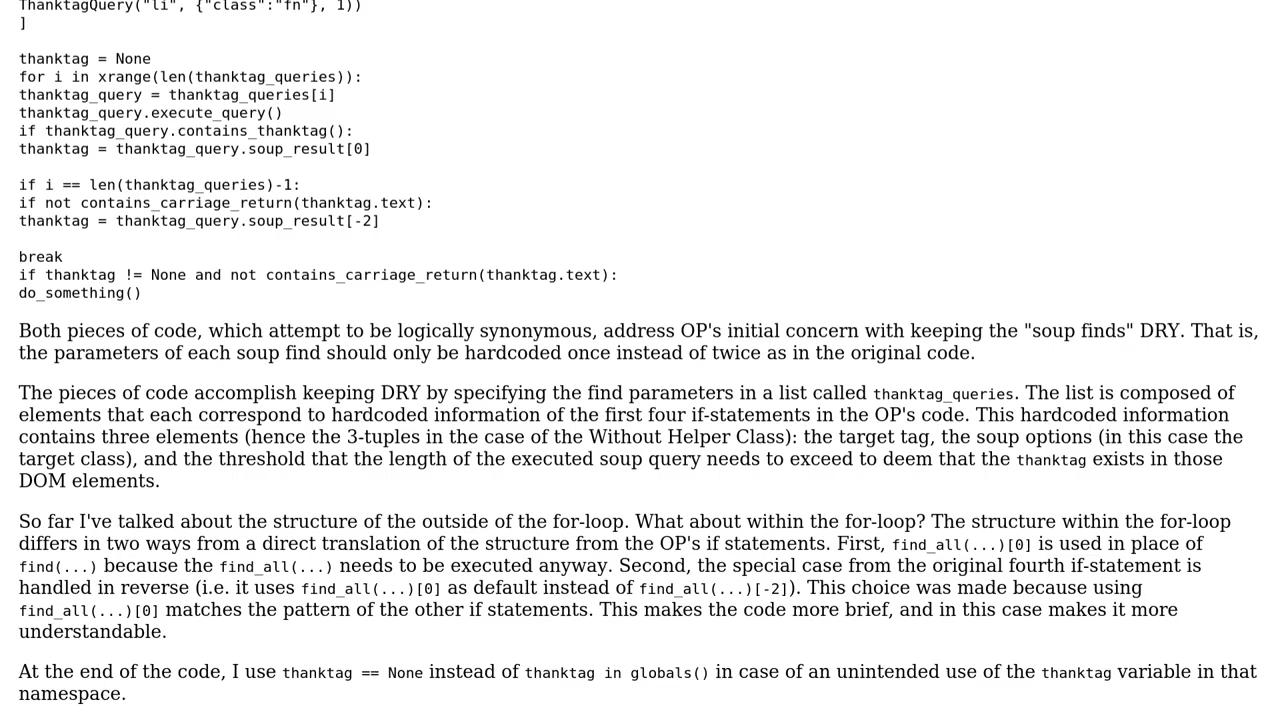 ThanktagQuery("li", {"class":"fn"}, 1))
]
thanktag = None
for i in xrange(len(thanktag_queries)):
thanktag_query = thanktag_queries[i]
thanktag_query.execute_query()
if thanktag_query.contains_thanktag():
thanktag = thanktag_query.soup_result[0]
if i == len(thanktag_queries)-1:
if not contains_carriage_return(thanktag.text):
thanktag = thanktag_query.soup_result[-2]
break
if thanktag != None and not contains_carriage_return(thanktag.text):
do_something()
Both pieces of code, which attempt to be logically synonymous, address OP's initial concern with keeping the "soup finds" DRY. That is,
the parameters of each soup find should only be hardcoded once instead of twice as in the original code.
The pieces of code accomplish keeping DRY by specifying the find parameters in a list called thanktag_queries. The list is composed of
elements that each correspond to hardcoded information of the first four if-statements in the OP's code. This hardcoded information
contains three elements (hence the 3-tuples in the case of the Without Helper Class): the target tag, the soup options (in this case the
target class), and the threshold that the length of the executed soup query needs to exceed to deem that the thanktag exists in those
DOM elements.
So far I've talked about the structure of the outside of the for-loop. What about within the for-loop? The structure within the for-loop
differs in two ways from a direct translation of the structure from the OP's if statements. First, find_all(...)[0] is used in place of
find(...) because the find_all(...) needs to be executed anyway. Second, the special case from the original fourth if-statement is
handled in reverse (i.e. it uses find_all(...)[0] as default instead of find_all(...)[-2]). This choice was made because using
find_all(...)[0] matches the pattern of the other if statements. This makes the code more brief, and in this case makes it more
understandable.
At the end of the code, I use thanktag == None instead of thanktag in globals() in case of an unintended use of the thanktag variable in that
namespace.